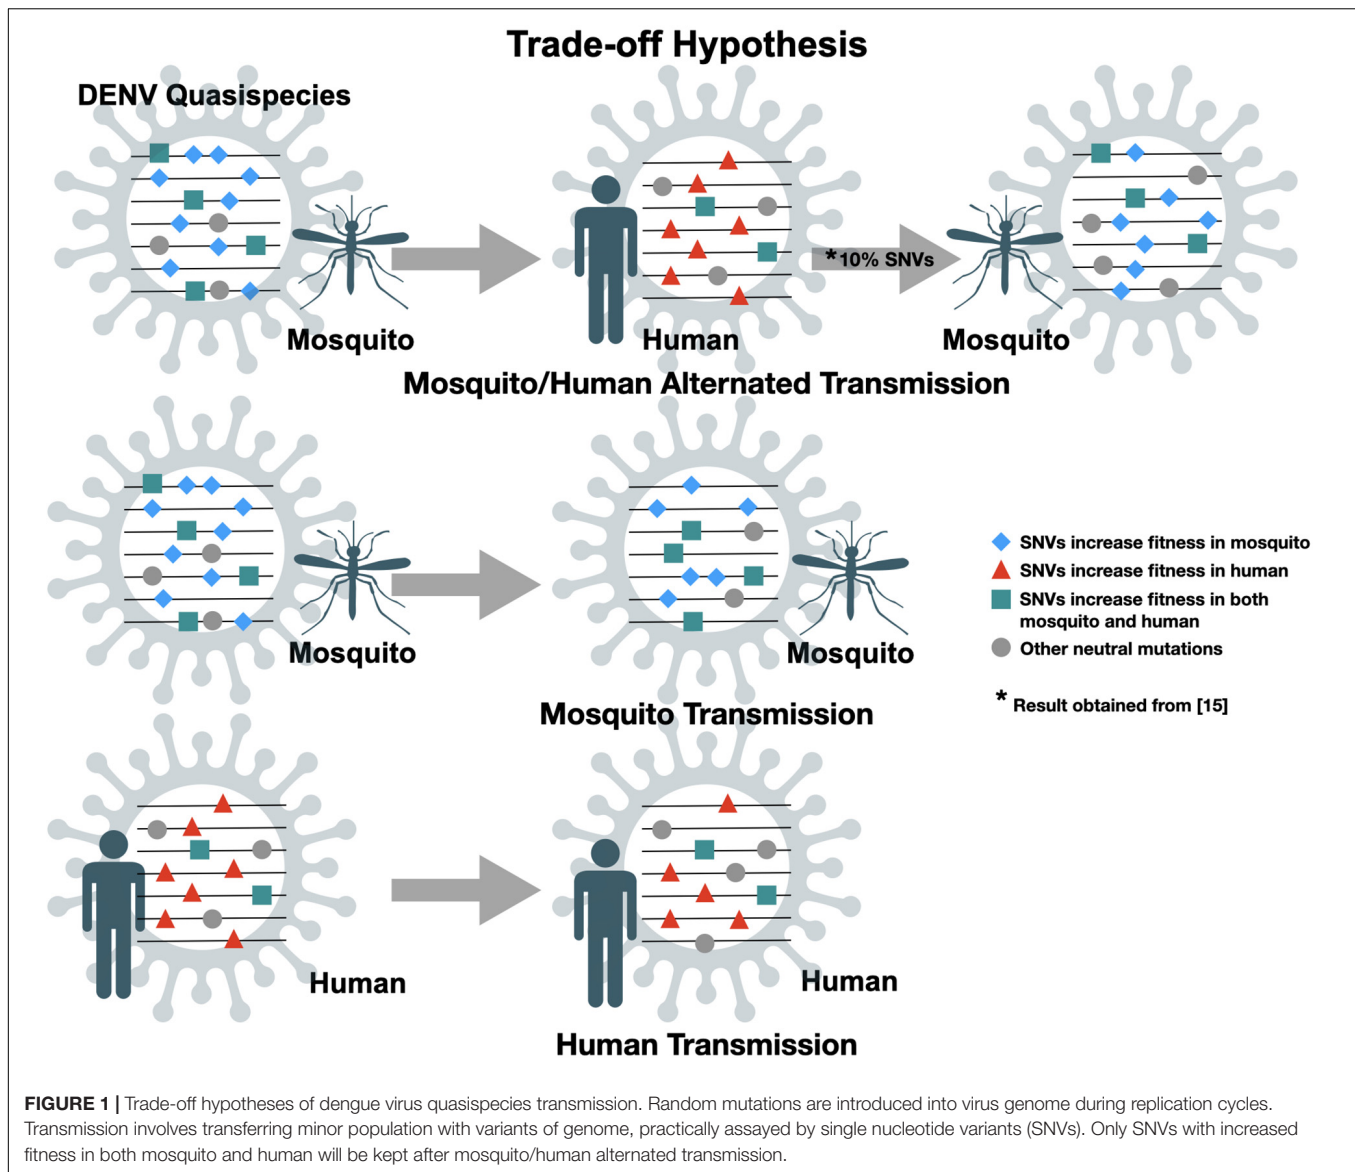 Trade-off Hypothesis
DENV Quasispecies
*10% SNVs
Mosquito
Human
Mosquito
Mosquito/Human Alternated Transmission
Mosquito
Mosquito
Mosquito Transmission
SNVs increase fitness in mosquito
SNVs increase fitness in human
SNVs increase fitness in both
mosquito and human
Other neutral mutations
* Result obtained from [15]
Human
Human
Human Transmission
FIGURE 1 | Trade-off hypotheses of dengue virus quasispecies transmission. Random mutations are introduced into virus genome during replication cycles.
Transmission involves transferring minor population with variants of genome, practically assayed by single nucleotide variants (SNVs). Only SNVs with increased
fitness in both mosquito and human will be kept after mosquito/human alternated transmission.